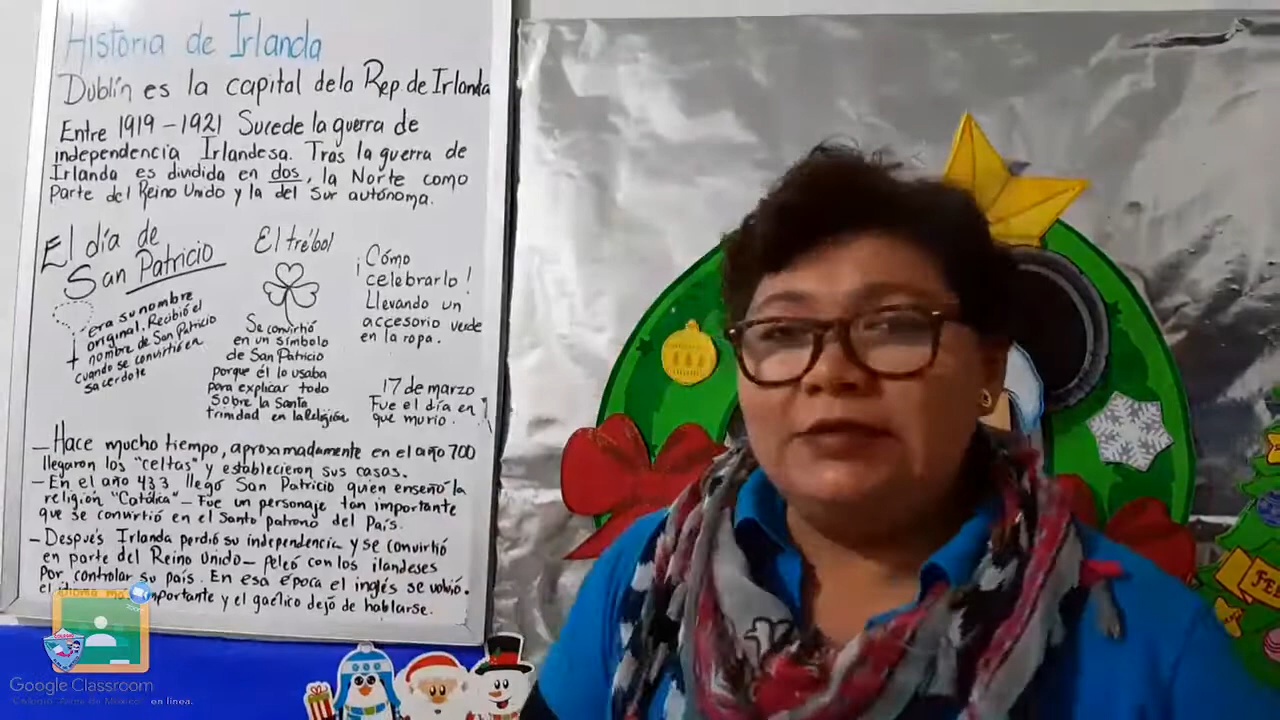 Historia de Irlanda
Dublín es la capital dela Rep de Irlanda
Entre 1919 - 1921 Sucede la guerra de
independencia Irlandesa. Tras la guerra de
Irlanda es dividida en dos, la Norte como
parte del Reino Unido y la del Sur autónoma.
El día de
San Patricio
era su nombre
original. Recibió el
nombre de San Patricio
cuando se convirtió en
sacerdote
El trébol
Se convirtió
en un símbolo
de San Patricio
porque él lo usaba
para explicar todo
sobre la Santa
trinidad en la Religión
¡Cómo
celebrarlo!
Llevando un
accesorio verde
en la ropa.
17 de marzo
Fue el día en
que murió.
- Hace mucho tiempo, aproximadamente en el año 700
llegaron los "celtas" y establecieron sus casas.
- En el año 433 llegó San Patricio quien enseñó la
religión "Católica" - Fue un personaje tan importante
que se convirtió en el Santo patrono del País.
- Después Irlanda perdió su independencia y se convirtió
en parte del Reino Unido - peleó con los ilandeses
por controlar su país. En esa época el inglés se volvió
el idioma importante y el gaélico dejó de hablarse.
Google Classroom
en línea.